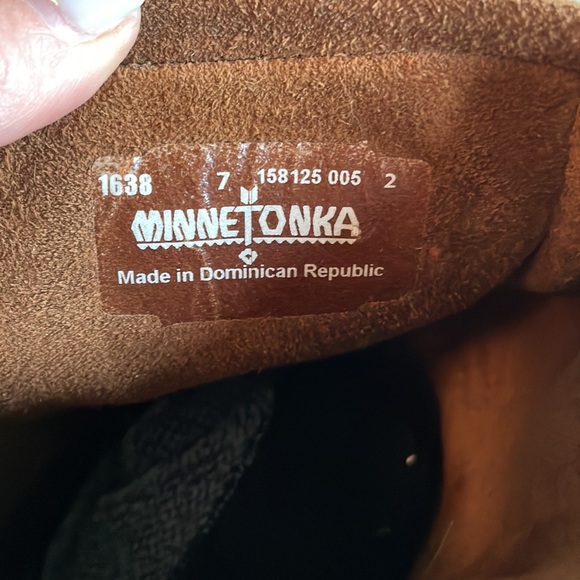 1638 7 158125 005 2
MINNETONKA
Made in Dominican Republic